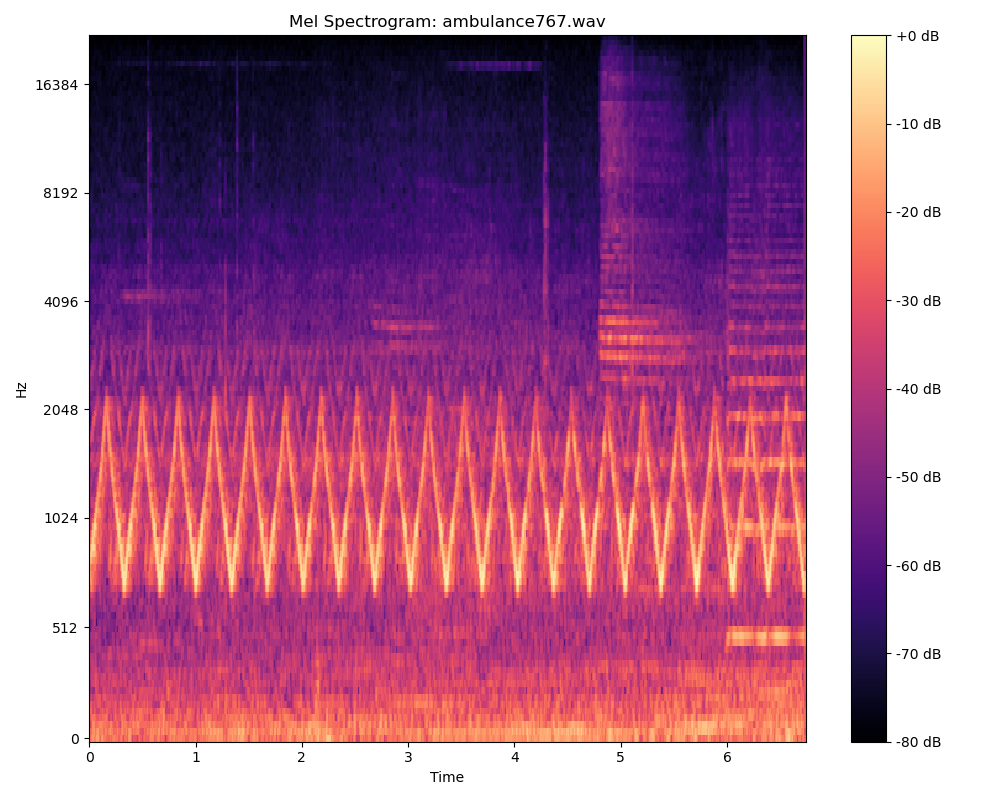 Mel Spectrogram: ambulance767.wav
+0 dB
16384
-10 dB
8192
-20 dB
4096
-30 dB
Hz
2048
-40 dB
-50 dB
1024
-60 dB
512
-70 dB
0
-80 dB
0 1 2 3 4 5 6
Time